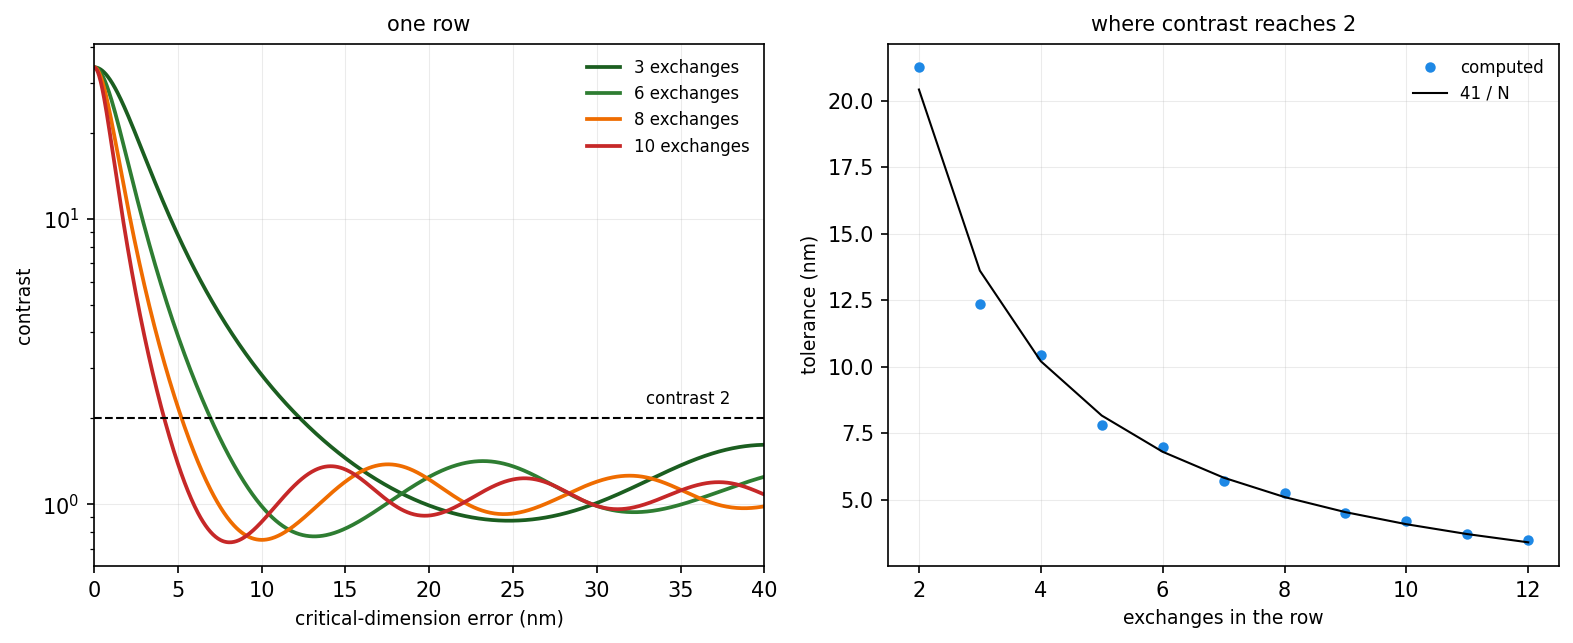 one row
3 exchanges
6 exchanges
8 exchanges
10 exchanges
contrast 2
contrast
10¹
10⁰
0 5 10 15 20 25 30 35 40
critical-dimension error (nm)
where contrast reaches 2
computed
41 / N
tolerance (nm)
20.0
17.5
15.0
12.5
10.0
7.5
5.0
2 4 6 8 10 12
exchanges in the row